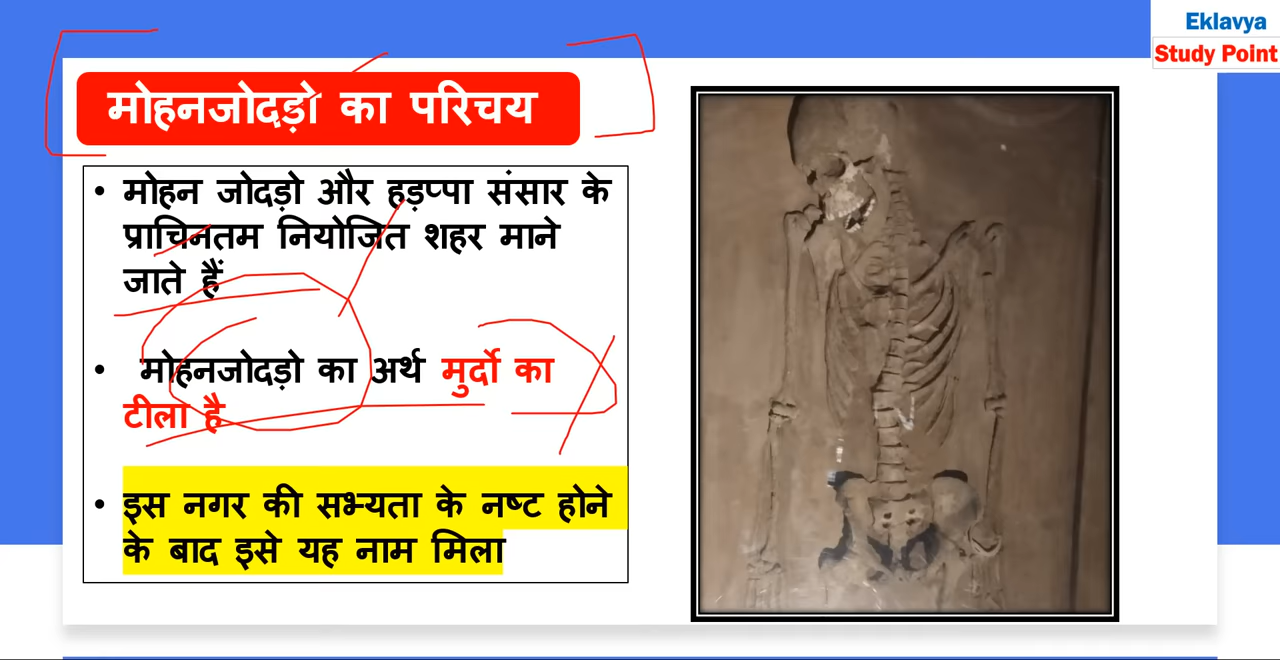 Eklavya
Study Point
मोहनजोदड़ो का परिचय
• मोहन जोदड़ो और हड़प्पा संसार के
प्राचिनतम नियोजित शहर माने
जाते हैं
• मोहनजोदड़ो का अर्थ मुर्दो का
टीला है
• इस नगर की सभ्यता के नष्ट होने
के बाद इसे यह नाम मिला